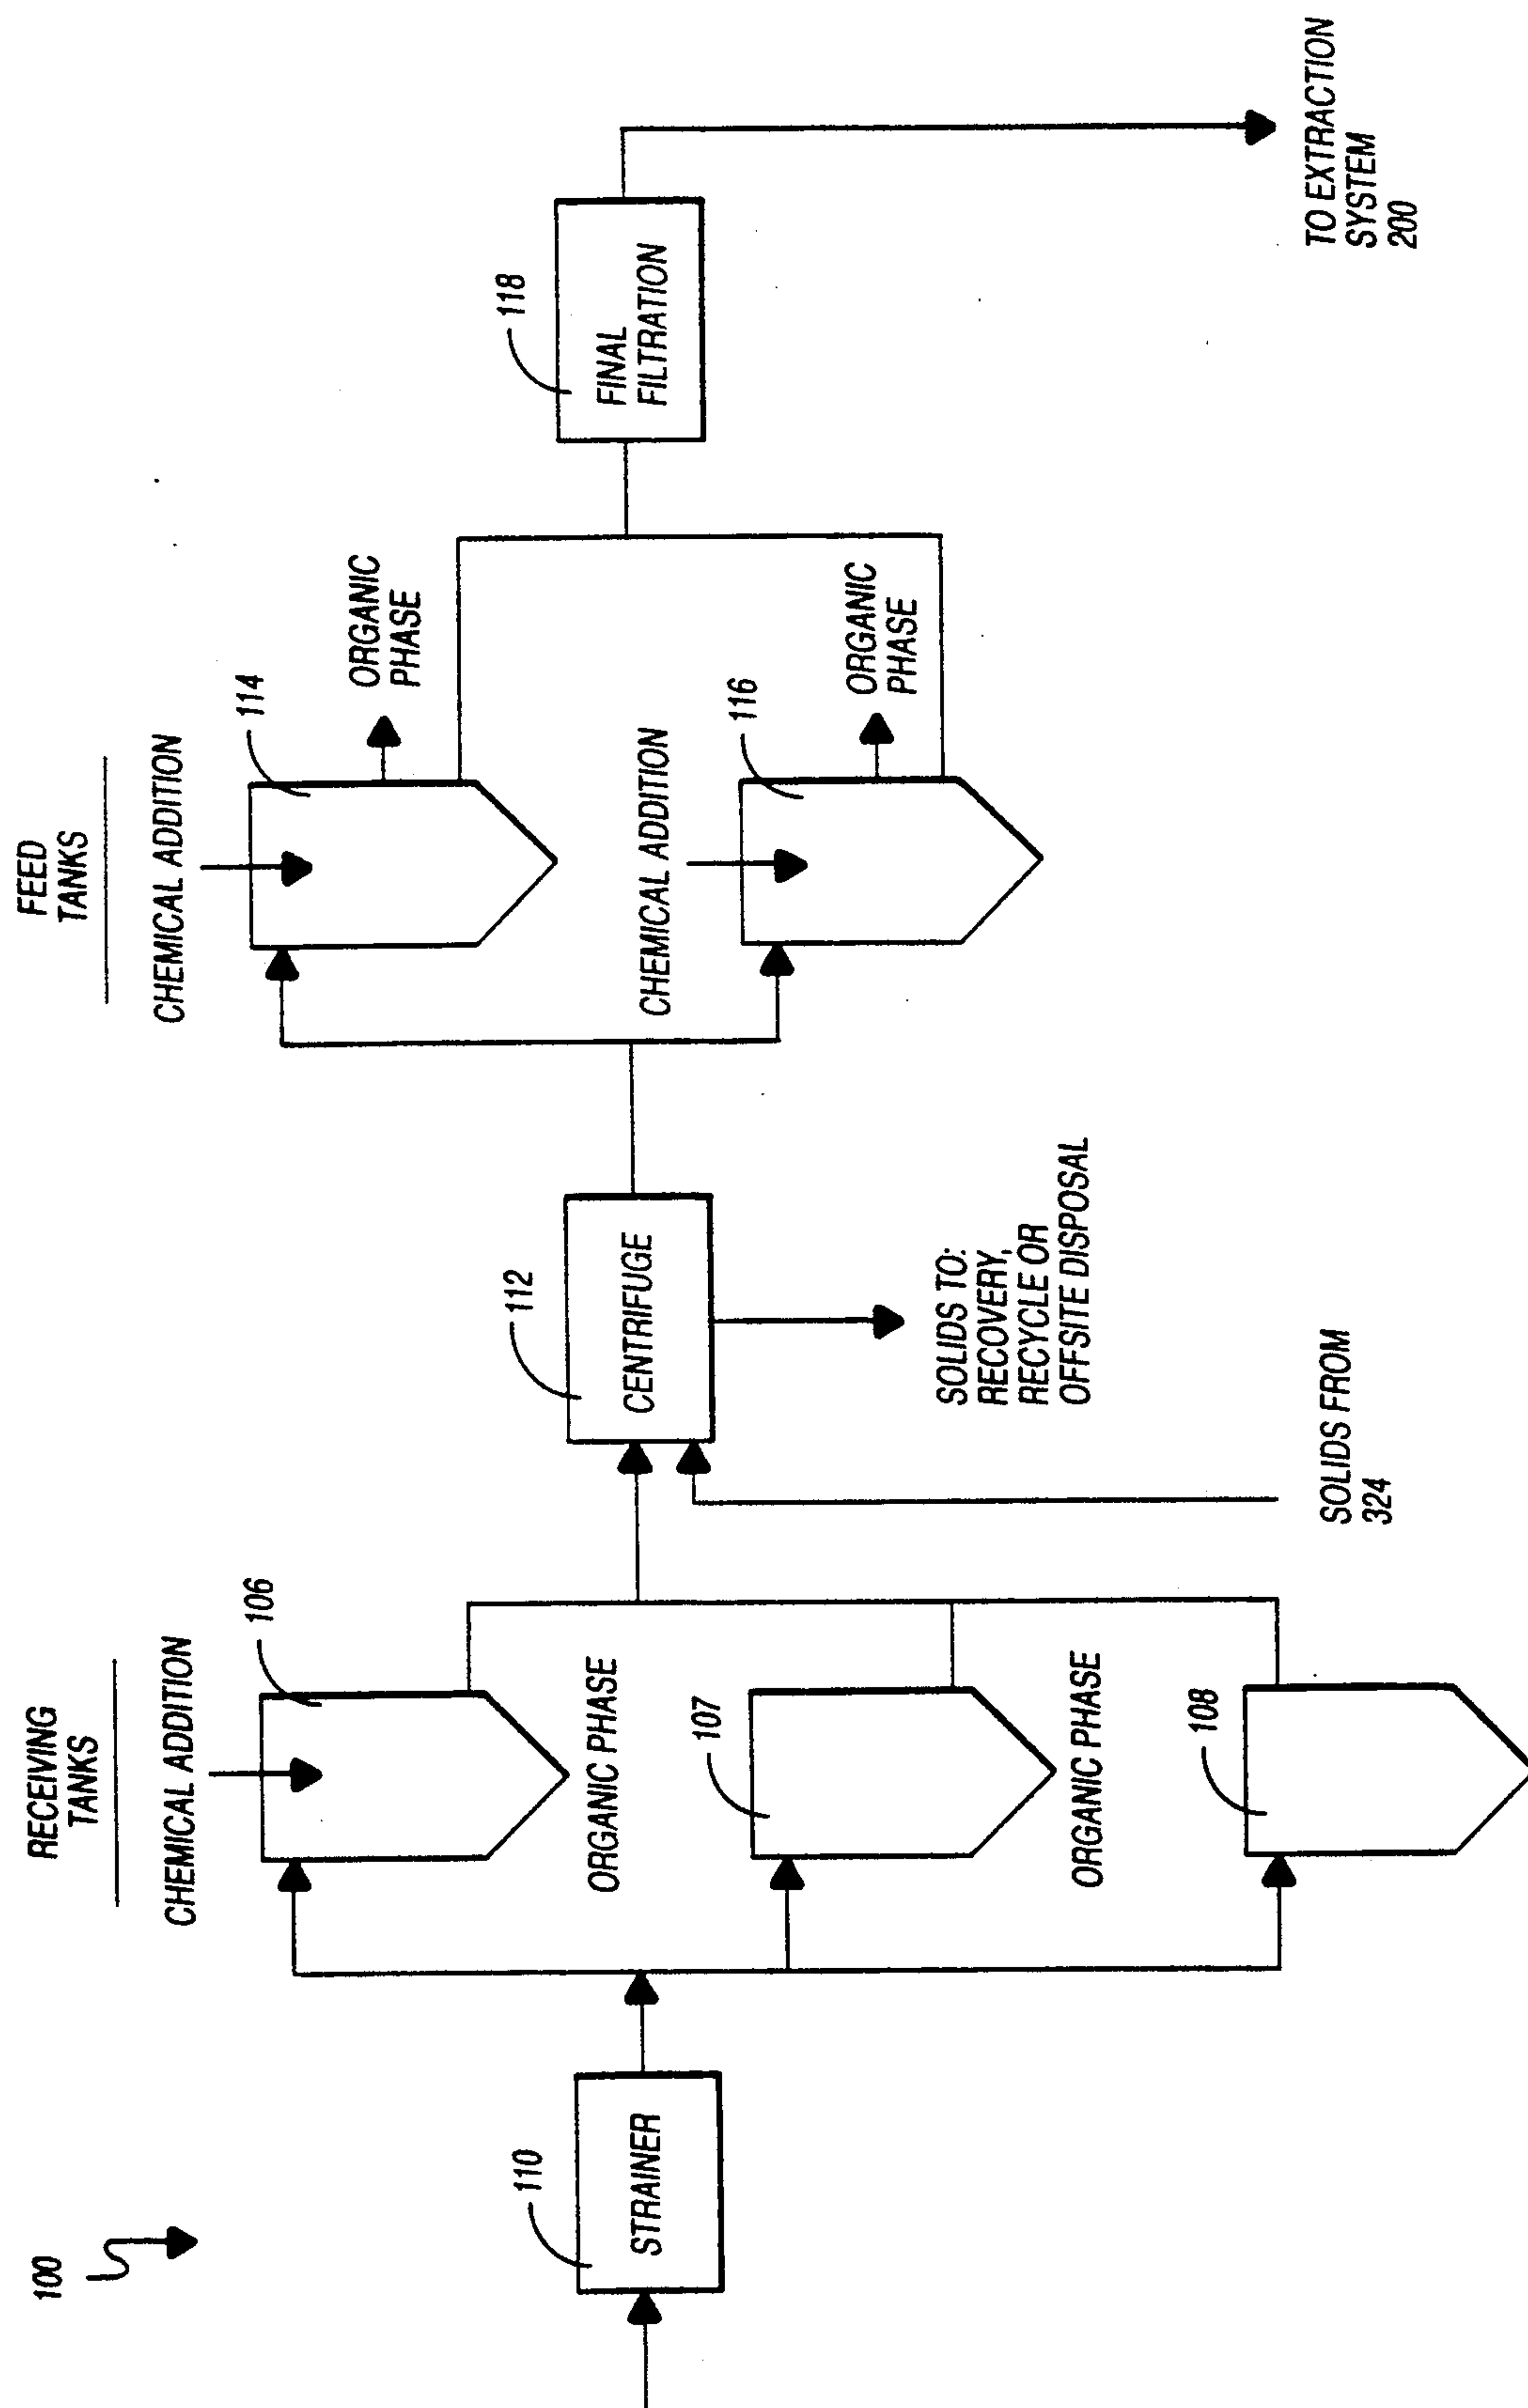 100
110
STRAINER
RECEIVING
TANKS
CHEMICAL ADDITION
106
ORGANIC PHASE
107
ORGANIC PHASE
108
112
CENTRIFUGE
SOLIDS TO:
RECOVERY,
RECYCLE OR
OFFSITE DISPOSAL
SOLIDS FROM
324
FEED
TANKS
CHEMICAL ADDITION
114
ORGANIC
PHASE
CHEMICAL ADDITION
116
ORGANIC
PHASE
118
FINAL
FILTRATION
TO EXTRACTION
SYSTEM
200